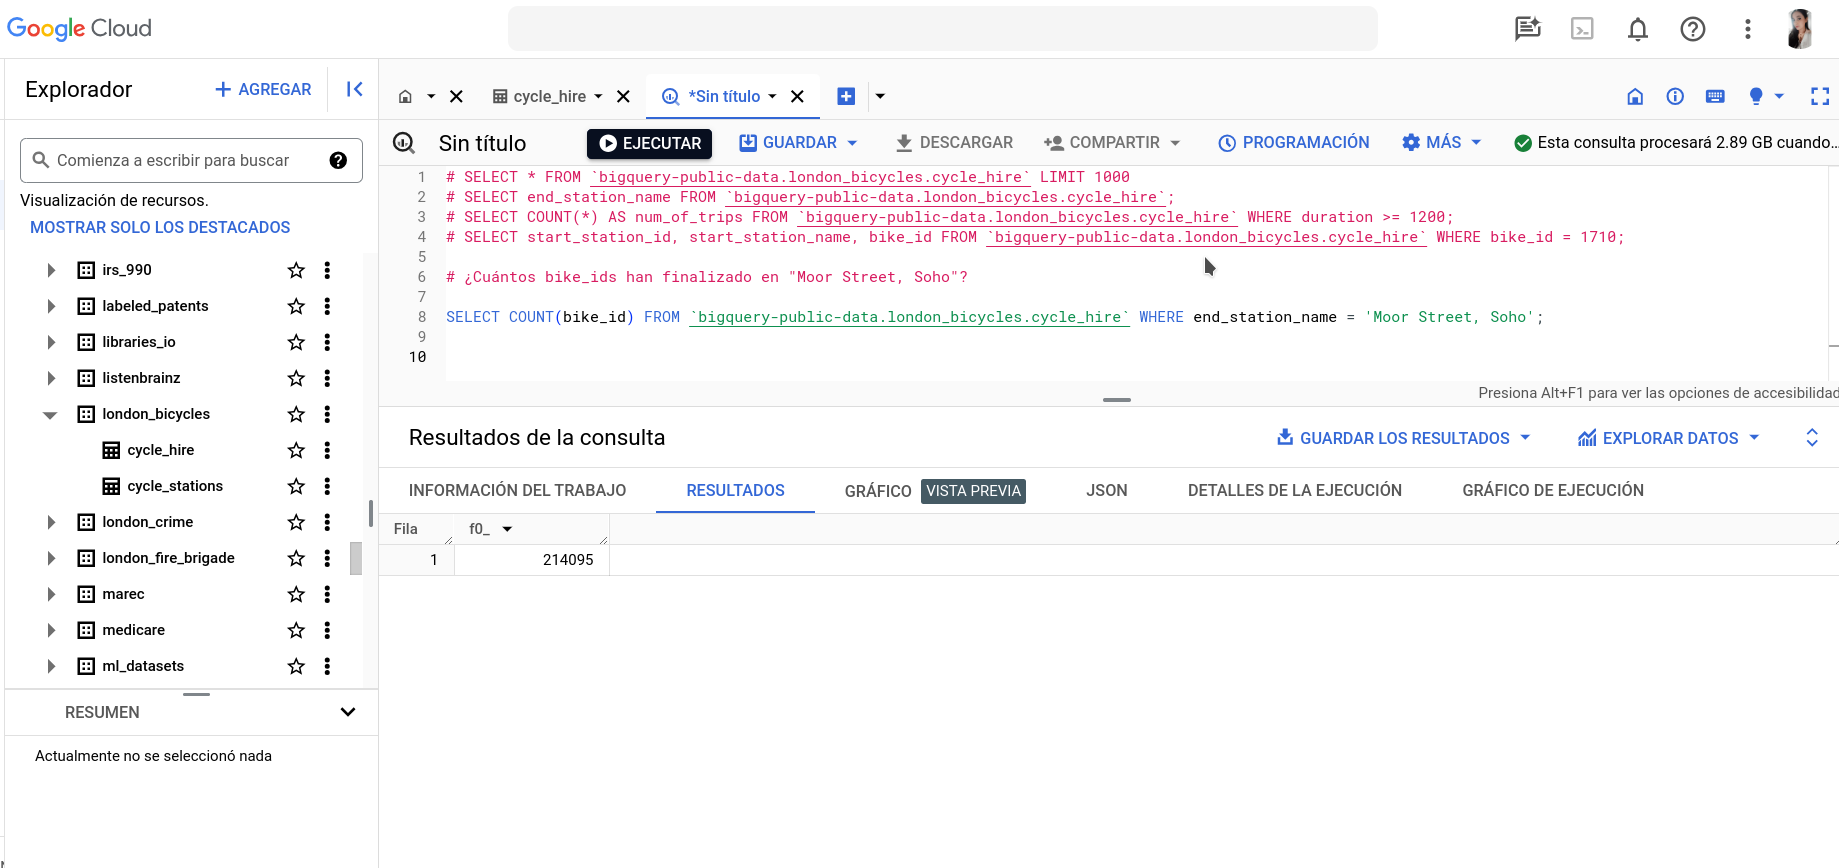 Google Cloud
Explorador
AGREGAR
Comienza a escribir para buscar
Visualización de recursos.
MOSTRAR SOLO LOS DESTACADOS
irs_990
labeled_patents
libraries_io
listenbrainz
london_bicycles
cycle_hire
cycle_stations
london_crime
london_fire_brigade
marec
medicare
ml_datasets
RESUMEN
Actualmente no se seleccionó nada
cycle_hire
*Sin título
Sin título
EJECUTAR
GUARDAR
DESCARGAR
COMPARTIR
PROGRAMACIÓN
MÁS
Esta consulta procesará 2.89 GB cuando...
1 # SELECT * FROM `bigquery-public-data.london_bicycles.cycle_hire` LIMIT 1000
2 # SELECT end_station_name FROM `bigquery-public-data.london_bicycles.cycle_hire`;
3 # SELECT COUNT(*) AS num_of_trips FROM `bigquery-public-data.london_bicycles.cycle_hire` WHERE duration >= 1200;
4 # SELECT start_station_id, start_station_name, bike_id FROM `bigquery-public-data.london_bicycles.cycle_hire` WHERE bike_id = 1710;
5
6 # ¿Cuántos bike_ids han finalizado en "Moor Street, Soho"?
7
8 SELECT COUNT(bike_id) FROM `bigquery-public-data.london_bicycles.cycle_hire` WHERE end_station_name = 'Moor Street, Soho';
9
10
Presiona Alt+F1 para ver las opciones de accesibilidad
Resultados de la consulta
GUARDAR LOS RESULTADOS
EXPLORAR DATOS
INFORMACIÓN DEL TRABAJO
RESULTADOS
GRÁFICO VISTA PREVIA
JSON
DETALLES DE LA EJECUCIÓN
GRÁFICO DE EJECUCIÓN
Fila f0_
1 214095